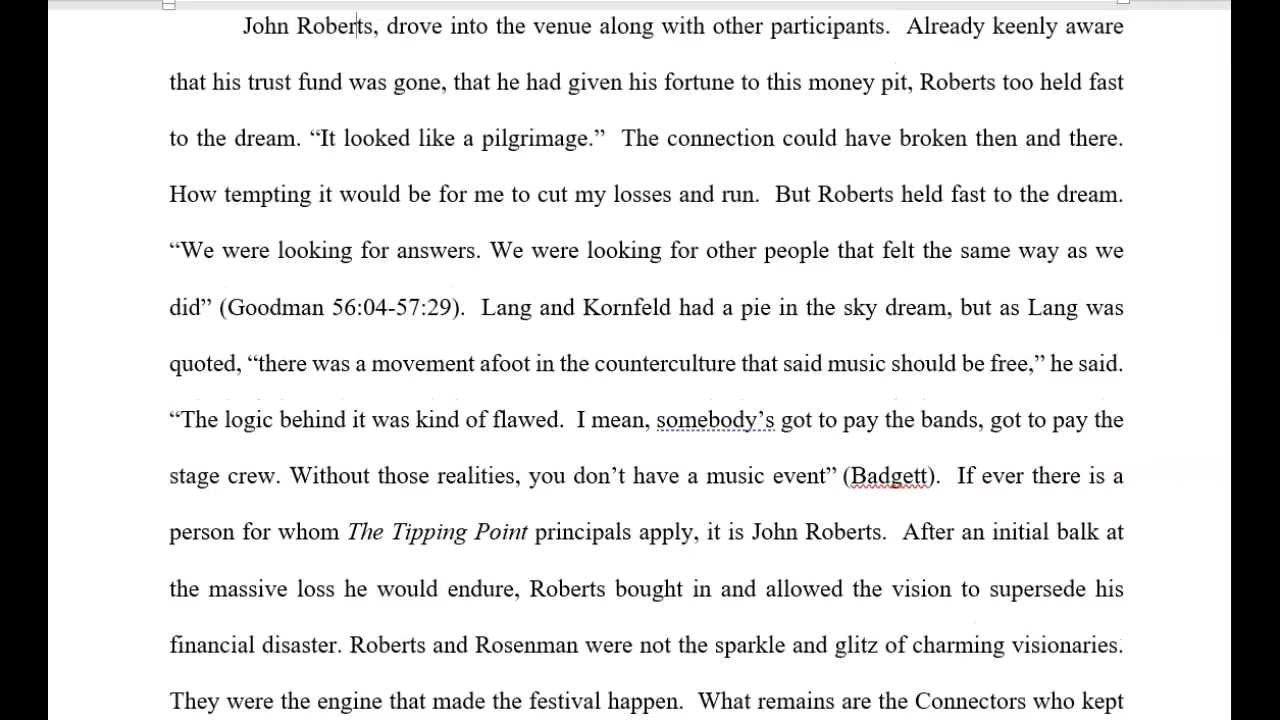 John Roberts, drove into the venue along with other participants.  Already keenly aware
that his trust fund was gone, that he had given his fortune to this money pit, Roberts too held fast
to the dream. “It looked like a pilgrimage.”  The connection could have broken then and there.
How tempting it would be for me to cut my losses and run.  But Roberts held fast to the dream.
“We were looking for answers. We were looking for other people that felt the same way as we
did” (Goodman 56:04-57:29).  Lang and Kornfeld had a pie in the sky dream, but as Lang was
quoted, “there was a movement afoot in the counterculture that said music should be free,” he said.
“The logic behind it was kind of flawed.  I mean, somebody’s got to pay the bands, got to pay the
stage crew. Without those realities, you don’t have a music event” (Badgett).  If ever there is a
person for whom The Tipping Point principals apply, it is John Roberts.  After an initial balk at
the massive loss he would endure, Roberts bought in and allowed the vision to supersede his
financial disaster. Roberts and Rosenman were not the sparkle and glitz of charming visionaries.
They were the engine that made the festival happen.  What remains are the Connectors who kept